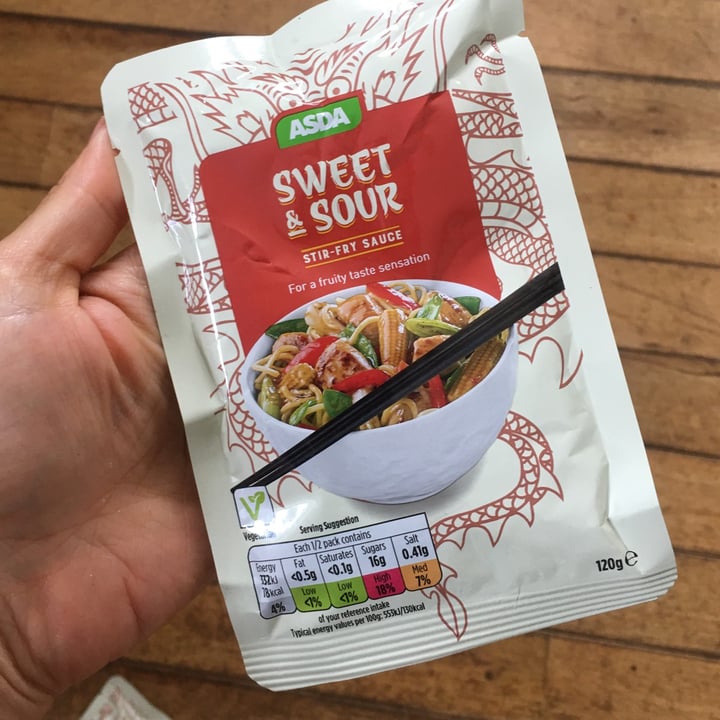 ASDA
SWEET
& SOUR
STIR-FRY SAUCE
For a fruity taste sensation
V
Vegetarian
Serving Suggestion
Each 1/2 pack contains
Energy Fat Saturates Sugars Salt
332kJ <0.5g <0.1g 16g 0.41g
78kcal Low Low High Med
4% <1% <1% 18% 7%
of your reference intake
Typical energy values per 100g: 553kJ/130kcal
120g e